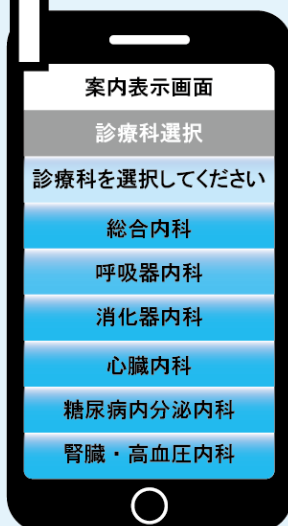 案内表示画面
診療科選択
診療科を選択してください
総合内科
呼吸器内科
消化器内科
心臓内科
糖尿病内分泌内科
腎臓・高血圧内科